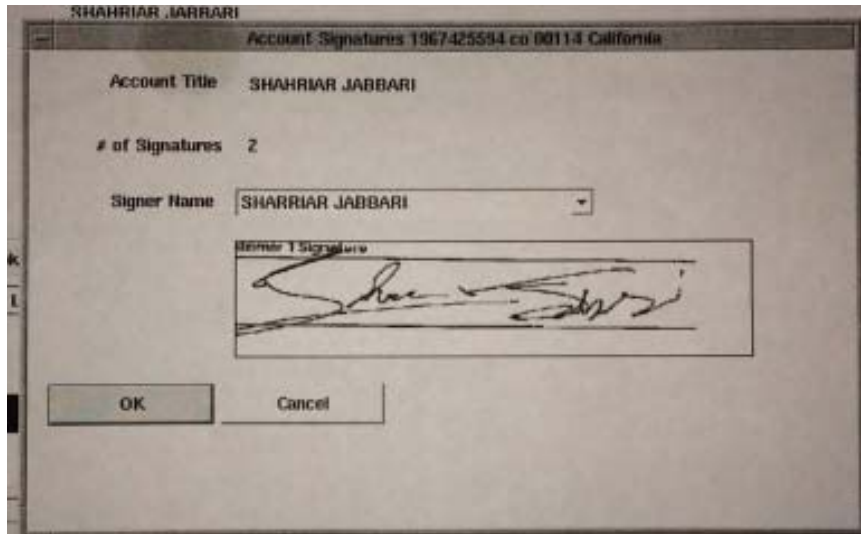 SHAHRIAR JABBARI
Account Signatures 1967425594 co 00114 California
Account Title SHAHRIAR JABBARI
# of Signatures 2
Signer Name SHARRIAR JABBARI
1 Signature
OK Cancel